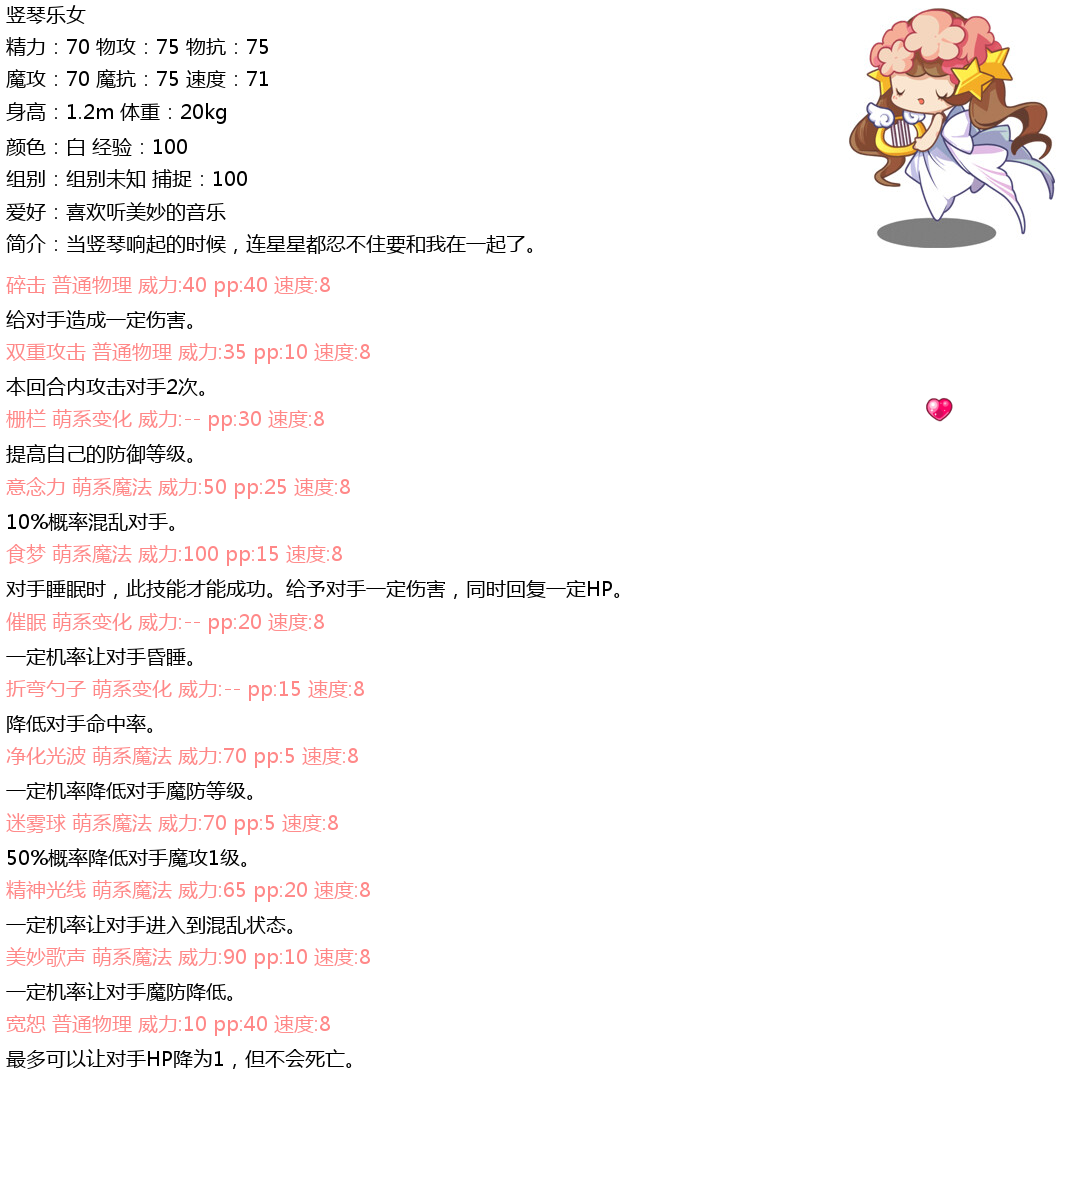 竖琴乐女
精力：70 物攻：75 物抗：75
魔攻：70 魔抗：75 速度：71
身高：1.2m 体重：20kg
颜色：白 经验：100
组别：组别未知 捕捉：100
爱好：喜欢听美妙的音乐
简介：当竖琴响起的时候，连星星都忍不住要和我在一起了。
碎击 普通物理 威力:40 pp:40 速度:8
给对手造成一定伤害。
双重攻击 普通物理 威力:35 pp:10 速度:8
本回合内攻击对手2次。
栅栏 萌系变化 威力:-- pp:30 速度:8
提高自己的防御等级。
意念力 萌系魔法 威力:50 pp:25 速度:8
10%概率混乱对手。
食梦 萌系魔法 威力:100 pp:15 速度:8
对手睡眠时，此技能才能成功。给予对手一定伤害，同时回复一定HP。
催眠 萌系变化 威力:-- pp:20 速度:8
一定机率让对手昏睡。
折弯勺子 萌系变化 威力:-- pp:15 速度:8
降低对手命中率。
净化光波 萌系魔法 威力:70 pp:5 速度:8
一定机率降低对手魔防等级。
迷雾球 萌系魔法 威力:70 pp:5 速度:8
50%概率降低对手魔攻1级。
精神光线 萌系魔法 威力:65 pp:20 速度:8
一定机率让对手进入到混乱状态。
美妙歌声 萌系魔法 威力:90 pp:10 速度:8
一定机率让对手魔防降低。
宽恕 普通物理 威力:10 pp:40 速度:8
最多可以让对手HP降为1，但不会死亡。